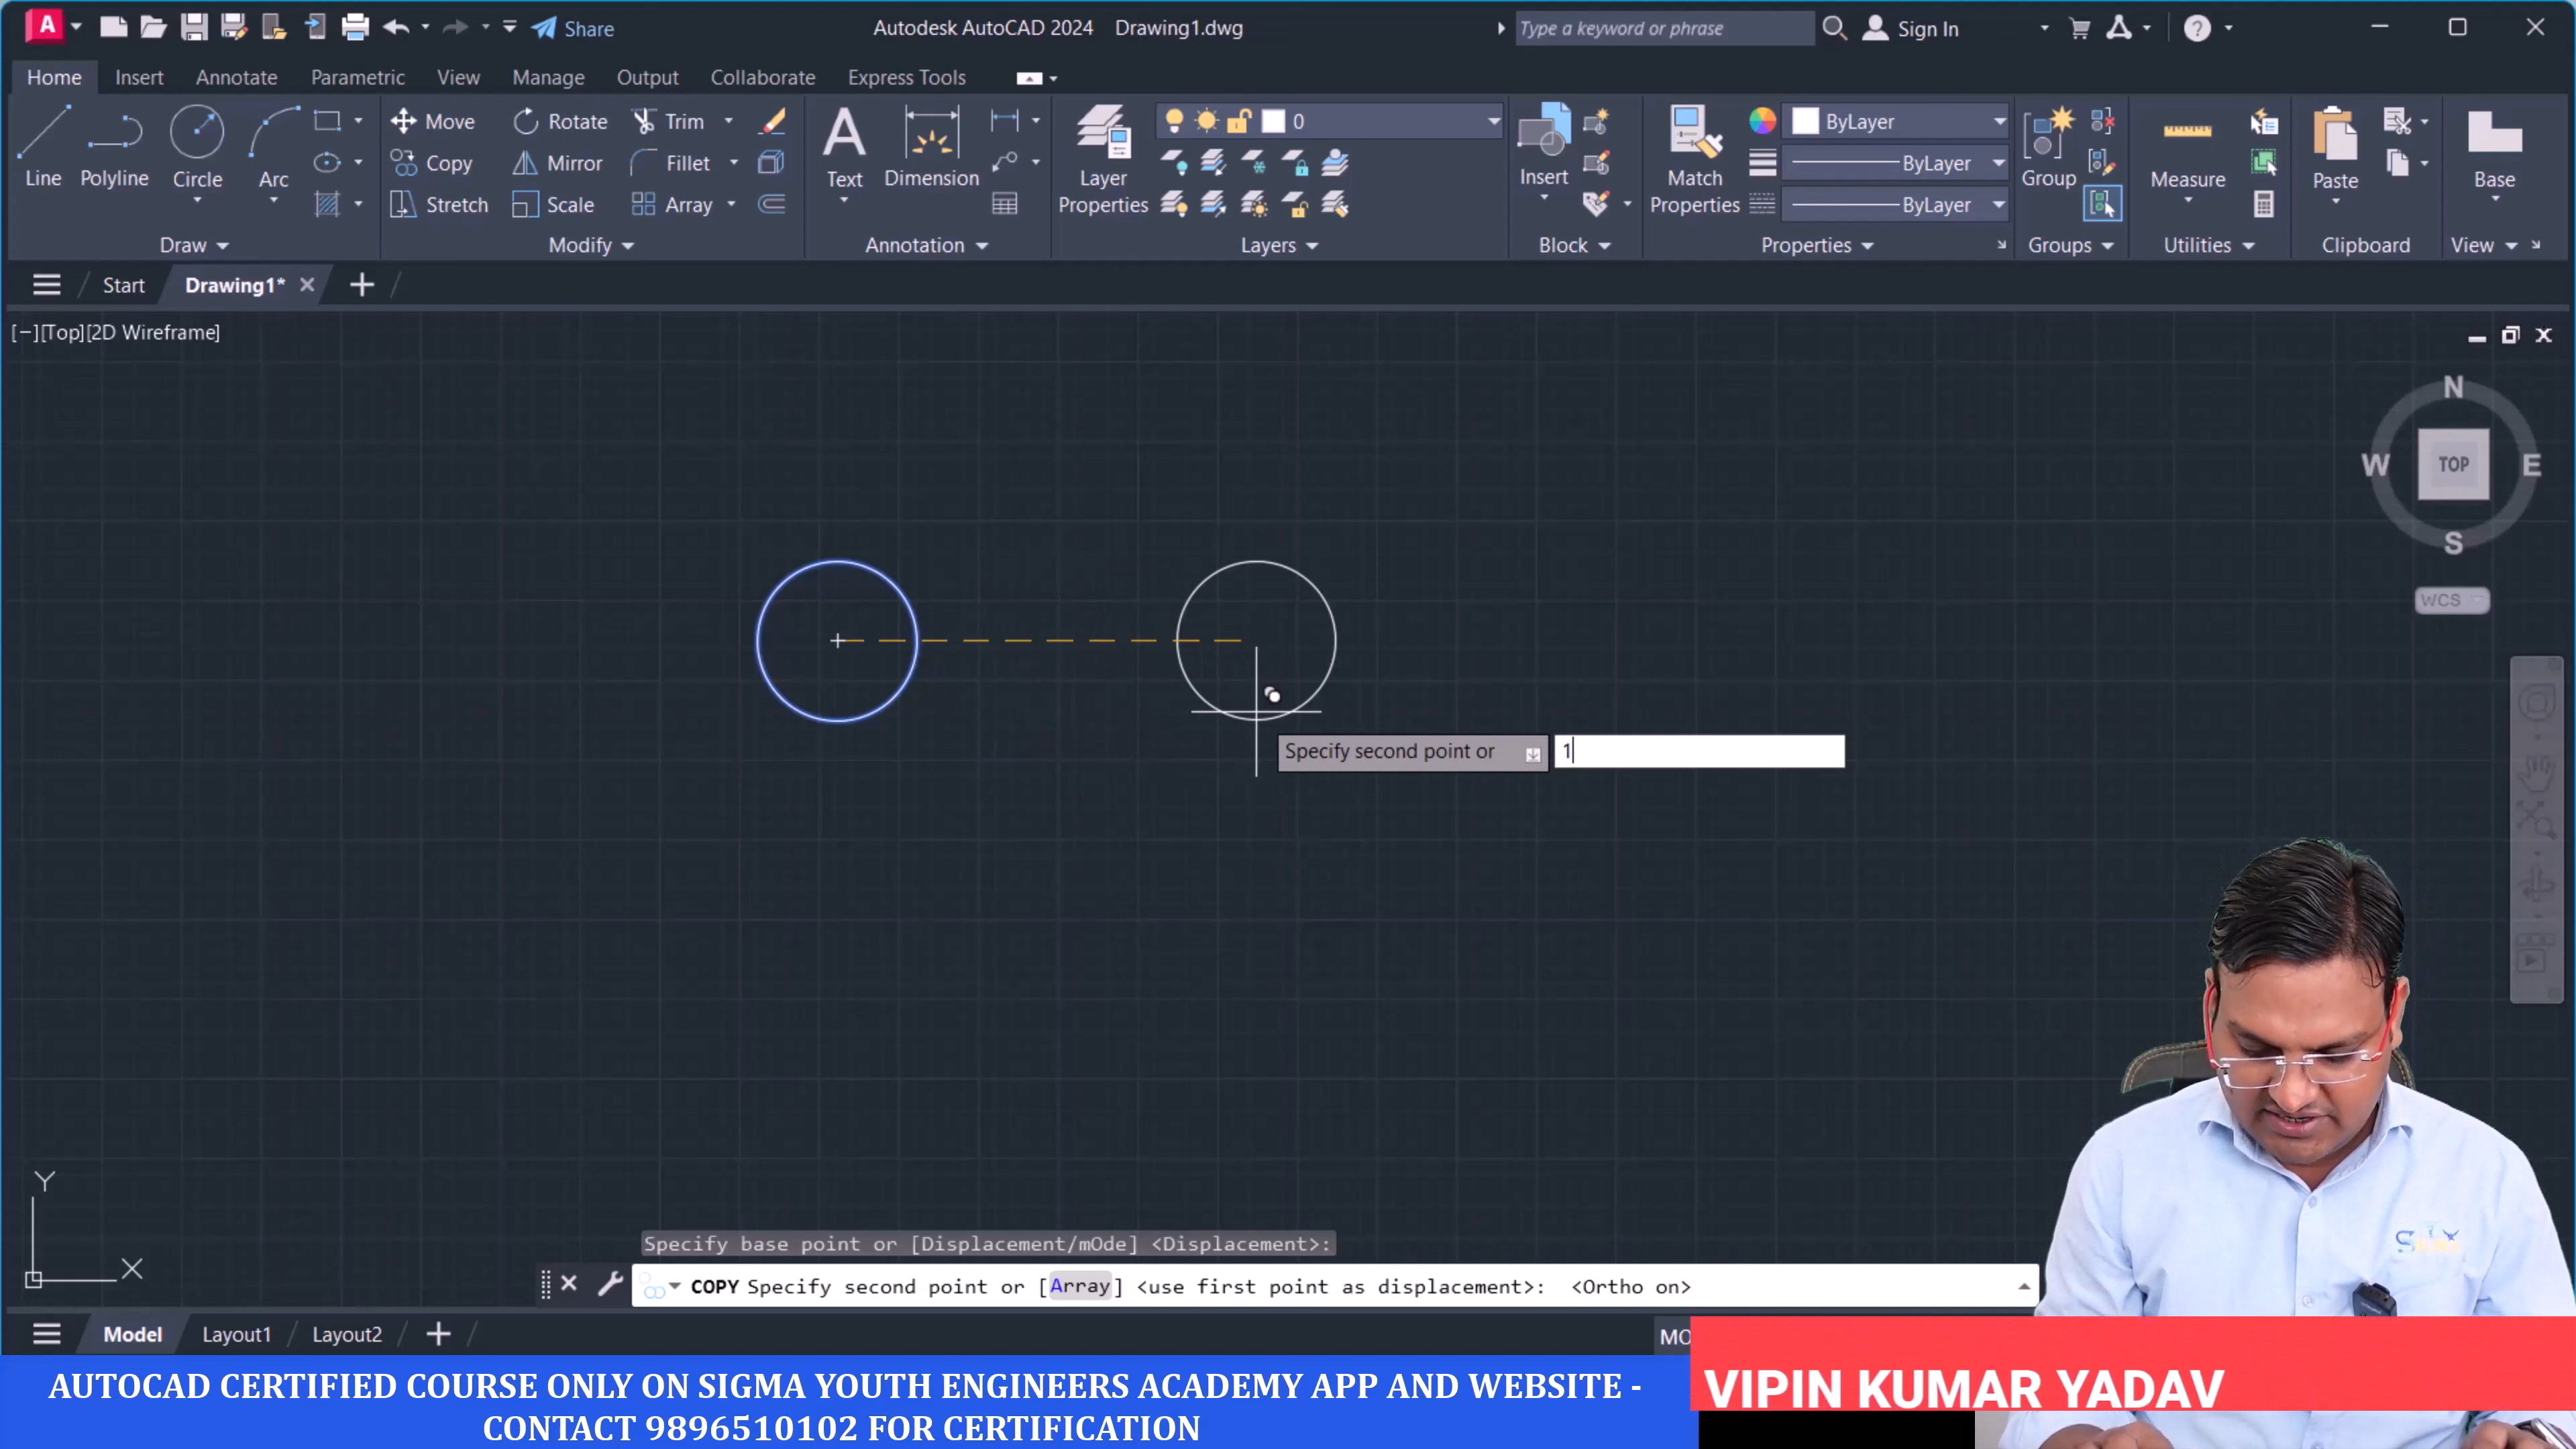 Share
Autodesk AutoCAD 2024 Drawing1.dwg
Type a keyword or phrase
Sign In
Home Insert Annotate Parametric View Manage Output Collaborate Express Tools
Line Polyline Circle Arc
Move Rotate Trim
Copy Mirror Fillet
Stretch Scale Array
Text Dimension
Layer Properties
0
Insert
Match Properties
ByLayer
ByLayer
ByLayer
Group
Measure
Paste
Base
Draw Modify Annotation Layers Block Properties Groups Utilities Clipboard View
Start Drawing1*
[−][Top][2D Wireframe]
N
W TOP E
S
WCS
Specify second point or 1
Y
X
Specify base point or [Displacement/mOde] <Displacement>:
COPY Specify second point or [Array] <use first point as displacement>: <Ortho on>
Model Layout1 Layout2
AUTOCAD CERTIFIED COURSE ONLY ON SIGMA YOUTH ENGINEERS ACADEMY APP AND WEBSITE -
CONTACT 9896510102 FOR CERTIFICATION
VIPIN KUMAR YADAV